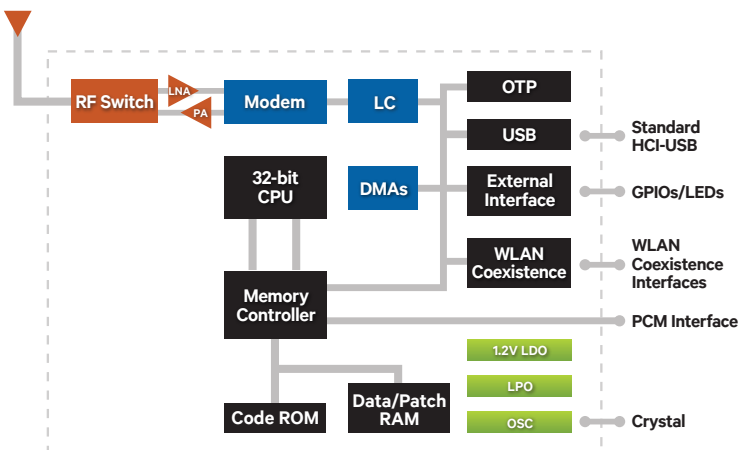 RF Switch
LNA
PA
Modem
LC
OTP
USB
Standard
HCI-USB
32-bit
CPU
DMAs
External
Interface
GPIOs/LEDs
WLAN
Coexistence
WLAN
Coexistence
Interfaces
Memory
Controller
PCM Interface
1.2V LDO
LPO
Code ROM
Data/Patch
RAM
OSC
Crystal